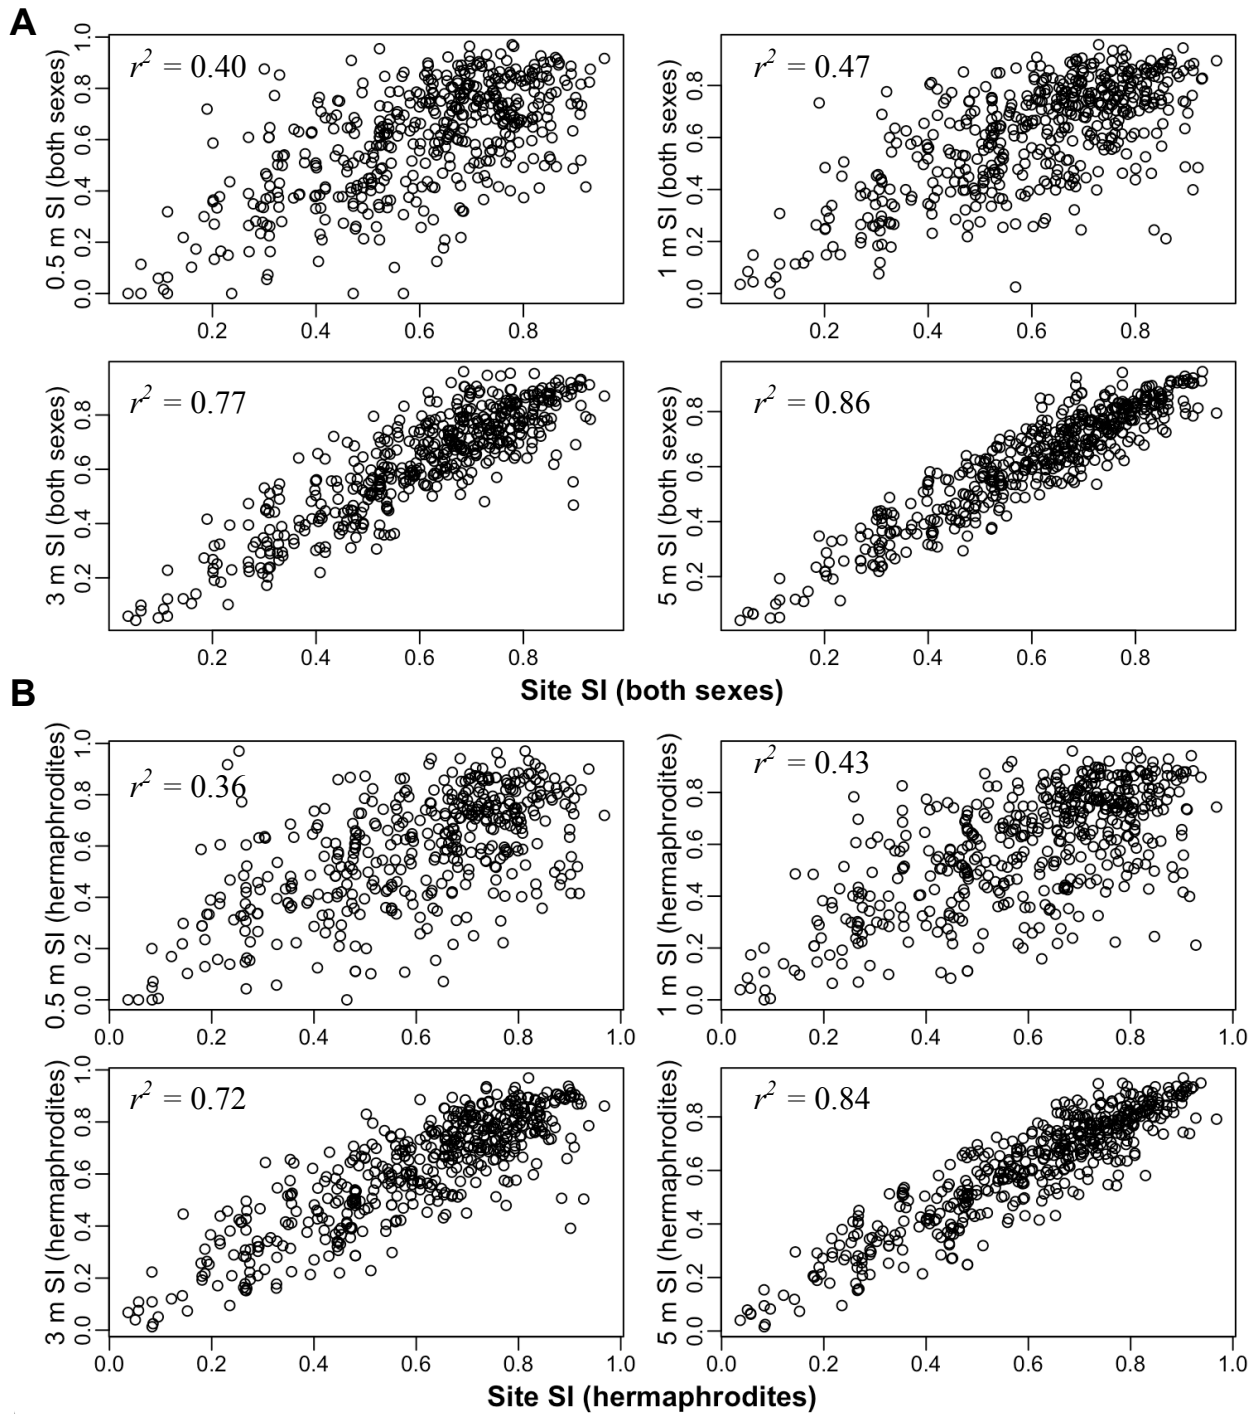 A
r² = 0.40
0.5 m SI (both sexes)
0.0 0.2 0.4 0.6 0.8 1.0
0.2 0.4 0.6 0.8
r² = 0.47
1 m SI (both sexes)
0.0 0.2 0.4 0.6 0.8
0.2 0.4 0.6 0.8
r² = 0.77
3 m SI (both sexes)
0.2 0.4 0.6 0.8
0.2 0.4 0.6 0.8
r² = 0.86
5 m SI (both sexes)
0.2 0.4 0.6 0.8
0.2 0.4 0.6 0.8
Site SI (both sexes)
B
r² = 0.36
0.5 m SI (hermaphrodites)
0.0 0.2 0.4 0.6 0.8 1.0
0.0 0.2 0.4 0.6 0.8 1.0
r² = 0.43
1 m SI (hermaphrodites)
0.0 0.2 0.4 0.6 0.8
0.0 0.2 0.4 0.6 0.8 1.0
r² = 0.72
3 m SI (hermaphrodites)
0.0 0.2 0.4 0.6 0.8 1.0
0.0 0.2 0.4 0.6 0.8 1.0
r² = 0.84
5 m SI (hermaphrodites)
0.0 0.2 0.4 0.6 0.8
0.0 0.2 0.4 0.6 0.8 1.0
Site SI (hermaphrodites)